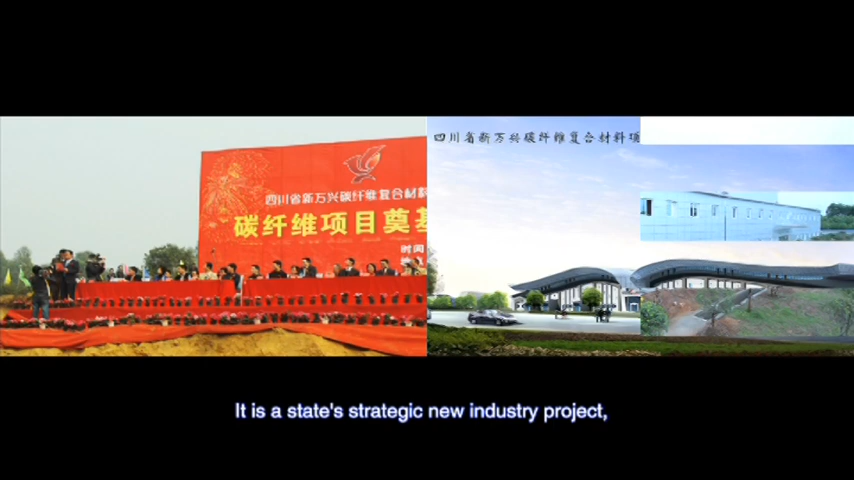 四川省新万兴碳纤维复合材料
碳纤维项目奠基
时间
四川省新万兴碳纤维复合材料项
It is a state's strategic new industry project,